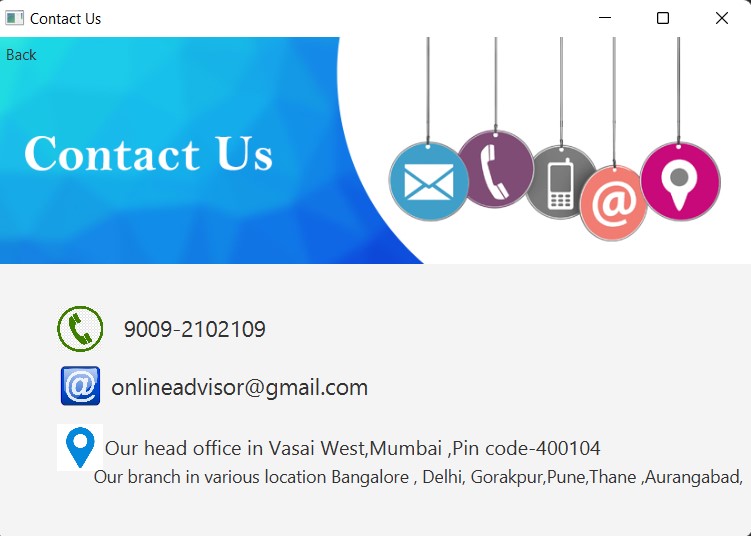 Contact Us
Back
Contact Us
9009-2102109
onlineadvisor@gmail.com
Our head office in Vasai West,Mumbai ,Pin code-400104
Our branch in various location Bangalore , Delhi, Gorakpur,Pune,Thane ,Aurangabad,